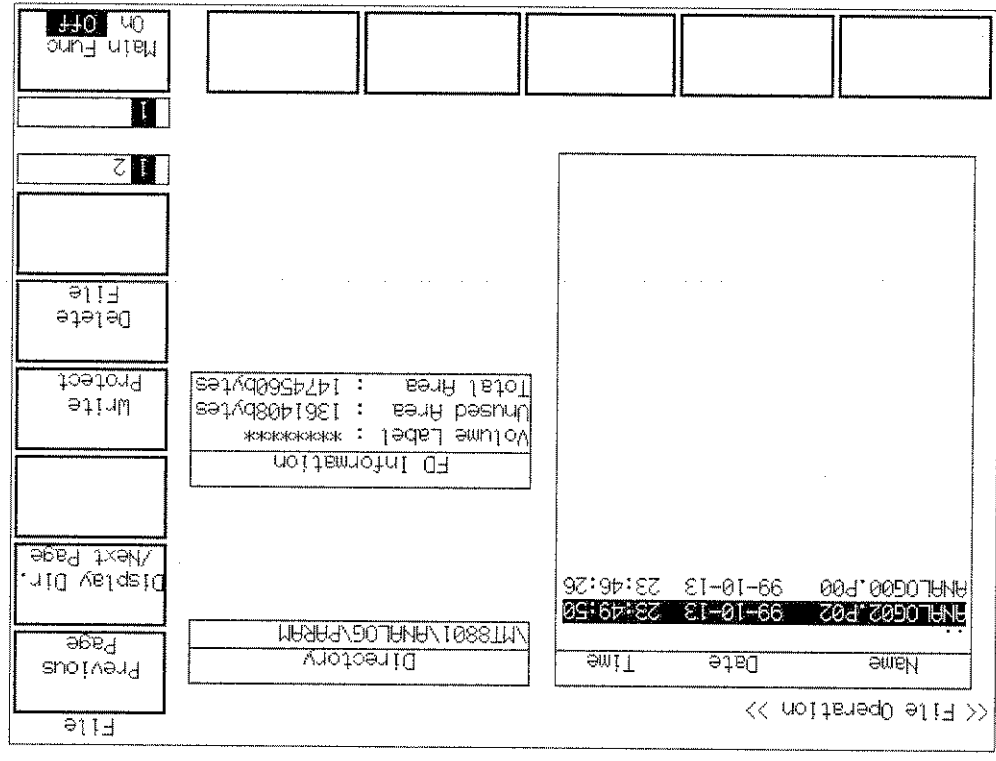 << File Operation >>
Name Date Time
..
ANALOG02.P02 99-10-13 23:49:50
ANALOG00.P00 99-10-13 23:46:26
Directory
\MT8801\ANALOG\PARAM
FD Information
Volume Label : *********
Unused Area : 1361408bytes
Total Area : 1474560bytes
File
Previous
Page
Display Dir.
/Next Page
Write
Protect
Delete
File
1 2
1
Main Func
On Off